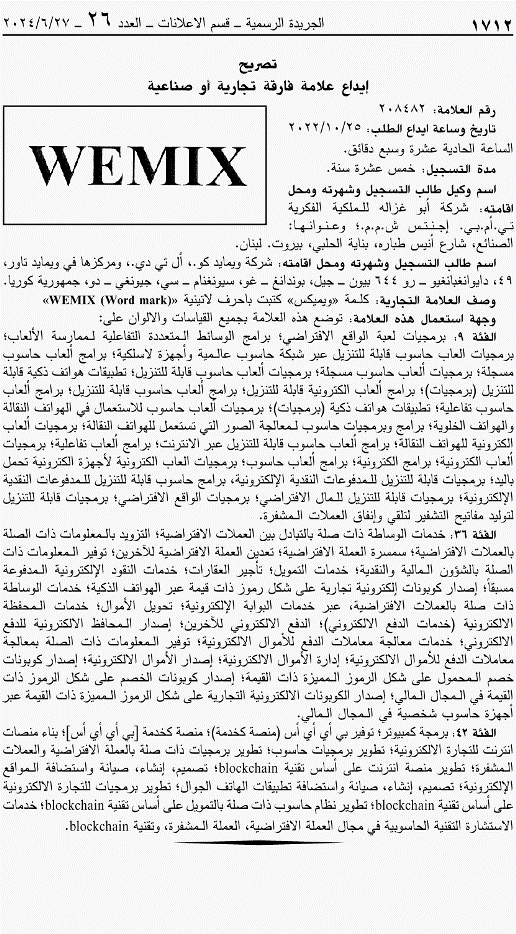 ١٧١٢ الجريدة الرسمية ــ قسم الاعلانات ــ العدد ٢٦ ــ ٢٠٢٤/٦/٢٧
تصريح
إيداع علامة فارقة تجارية أو صناعية
رقم العلامة: ٢٠٨٤٨٢
تاريخ وساعة ايداع الطلب: ٢٠٢٢/١٠/٢٥
الساعة الحادية عشرة وسبع دقائق.
مدة التسجيل: خمس عشرة سنة.
اسم وكيل طالب التسجيل وشهرته ومحل
اقامته: شركة أبو غزاله للملكية الفكرية
تي.أم.بي. إجنتس ش.م.م.؛ وعنوانها:
الصنائع، شارع أنيس طباره، بناية الحلبي، بيروت. لبنان.
WEMIX
اسم طالب التسجيل وشهرته ومحل اقامته: شركة ويمايد كو.، أل تي دي.، ومركزها في ويمايد تاور،
٤٩، دايوانغبانغيو ــ رو ٦٤٤ بيون ــ جيل، بوندانغ ــ غو، سيونغنام ــ سي، جيونغي ــ دو، جمهورية كوريا.
وصف العلامة التجارية: كلمـة «ويميكس» كتبت باحرف لاتينية «WEMIX (Word mark)»
وجهة استعمال هذه العلامة: توضع هذه العلامة بجميع القياسات والالوان على:
الفئة ٩: برمجيات لعبة الواقع الافتراضي؛ برامج الوسائط المتعددة التفاعلية لممارسة الألعاب؛
برمجيات العاب حاسوب قابلة للتنزيل عبر شبكة حاسوب عالمية وأجهزة لاسلكية؛ برامج ألعاب حاسوب
مسجلة؛ برمجيات ألعاب حاسوب مسجلة؛ برمجيات ألعاب حاسوب قابلة للتنزيل؛ تطبيقات هواتف ذكية قابلة
للتنزيل (برمجيات)؛ برمجيات ألعاب الكترونية قابلة للتنزيل؛ برامج ألعاب حاسوب قابلة للتنزيل؛ برامج ألعاب
حاسوب تفاعلية؛ تطبيقات هواتف ذكية (برمجيات)؛ برمجيات ألعاب حاسوب للاستعمال في الهواتف النقالة
والهواتف الخلوية؛ برامج وبرمجيات حاسوب لمعالجة الصور التي تستعمل للهواتف النقالة؛ برمجيات ألعاب
الكترونية للهواتف النقالة؛ برامج ألعاب حاسوب قابلة للتنزيل عبر الانترنت؛ برامج ألعاب تفاعلية؛ برمجيات
ألعاب الكترونية؛ برامج الكترونية؛ برامج ألعاب حاسوب؛ برمجيات العاب الكترونية لأجهزة الكترونية تحمل
باليد؛ برمجيات قابلة للتنزيل للمدفوعات النقدية الإلكترونية، برامج حاسوب قابلة للتنزيل للمدفوعات النقدية
الإلكترونية؛ برمجيات قابلة للتنزيل للمال الافتراضي؛ برمجيات الواقع الافتراضي؛ برمجيات قابلة للتنزيل
لتوليد مفاتيح التشفير لتلقي وإنفاق العملات المشفرة.
الفئة ٣٦: خدمات الوساطة ذات صلة بالتبادل بين العملات الافتراضية؛ التزويد بالمعلومات ذات الصلة
بالعملات الافتراضية؛ سمسرة العملة الافتراضية؛ تعدين العملة الافتراضية للآخرين؛ توفير المعلومات ذات
الصلة بالشؤون المالية والنقدية؛ خدمات التمويل؛ تأجير العقارات؛ خدمات النقود الإلكترونية المدفوعة
مسبقاً؛ إصدار كوبونات إلكترونية تجارية على شكل رموز ذات قيمة عبر الهواتف الذكية؛ خدمات الوساطة
ذات صلة بالعملات الافتراضية، عبر خدمات البوابة الإلكترونية؛ تحويل الأموال؛ خدمات المحفظة
الالكترونية (خدمات الدفع الالكتروني)؛ الدفع الالكتروني للآخرين؛ إصدار المحافظ الالكترونية للدفع
الالكتروني؛ خدمات معالجة معاملات الدفع للأموال الالكترونية؛ توفير المعلومات ذات الصلة بمعالجة
معاملات الدفع للأموال الالكترونية؛ إدارة الأموال الالكترونية؛ إصدار الأموال الالكترونية؛ إصدار كوبونات
خصم المحمول على شكل الرموز المميزة ذات القيمة؛ إصدار كوبونات الخصم على شكل الرموز ذات
القيمة في المجال المالي؛ إصدار الكوبونات الالكترونية التجارية على شكل الرموز المميزة ذات القيمة عبر
أجهزة حاسوب شخصية في المجال المالي.
الفئة ٤٢: برمجة كمبيوتر؛ توفير بي أي أي أس (منصة كخدمة)؛ منصة كخدمة [بي أي أي أس]؛ بناء منصات
انترنت للتجارة الالكترونية؛ تطوير برمجيات حاسوب؛ تطوير برمجيات ذات صلة بالعملة الافتراضية والعملات
المشفرة؛ تطوير منصة انترنت على أساس تقنية blockchain؛ تصميم، إنشاء، صيانة واستضافة المواقع
الإلكترونية؛ تصميم، إنشاء، صيانة واستضافة تطبيقات الهاتف الجوال؛ تطوير برمجيات للتجارة الالكترونية
على أساس تقنية blockchain؛ تطوير نظام حاسوب ذات صلة بالتمويل على أساس تقنية blockchain؛ خدمات
الاستشارة التقنية الحاسوبية في مجال العملة الافتراضية، العملة المشفرة، وتقنية blockchain.